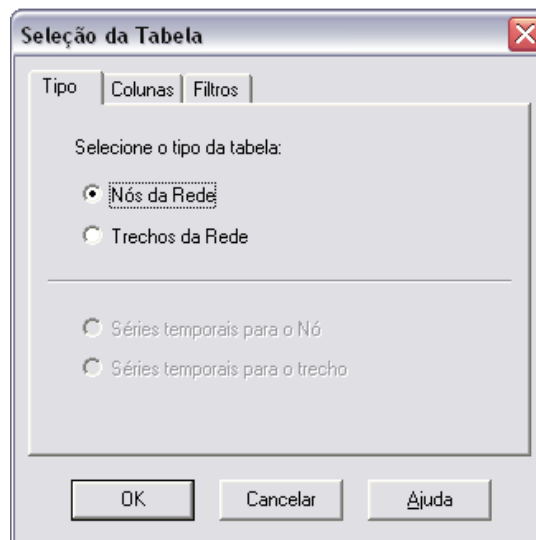 Seleção da Tabela
Tipo Colunas Filtros
Selecione o tipo da tabela:
Nós da Rede
Trechos da Rede
Séries temporais para o Nó
Séries temporais para o trecho
OK Cancelar Ajuda